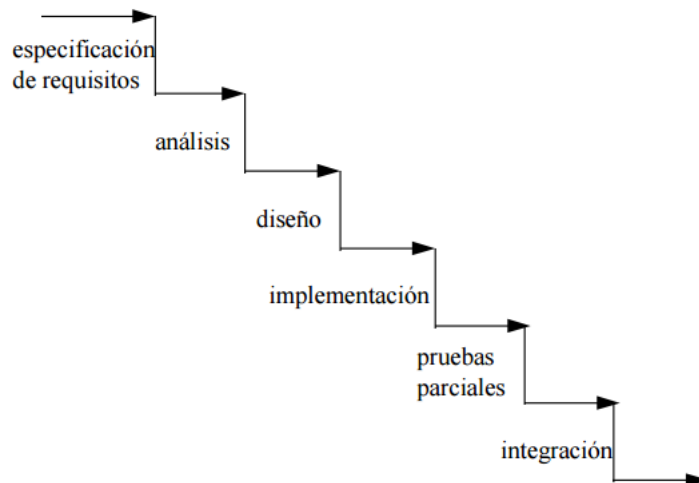 especificación
de requisitos
análisis
diseño
implementación
pruebas
parciales
integración